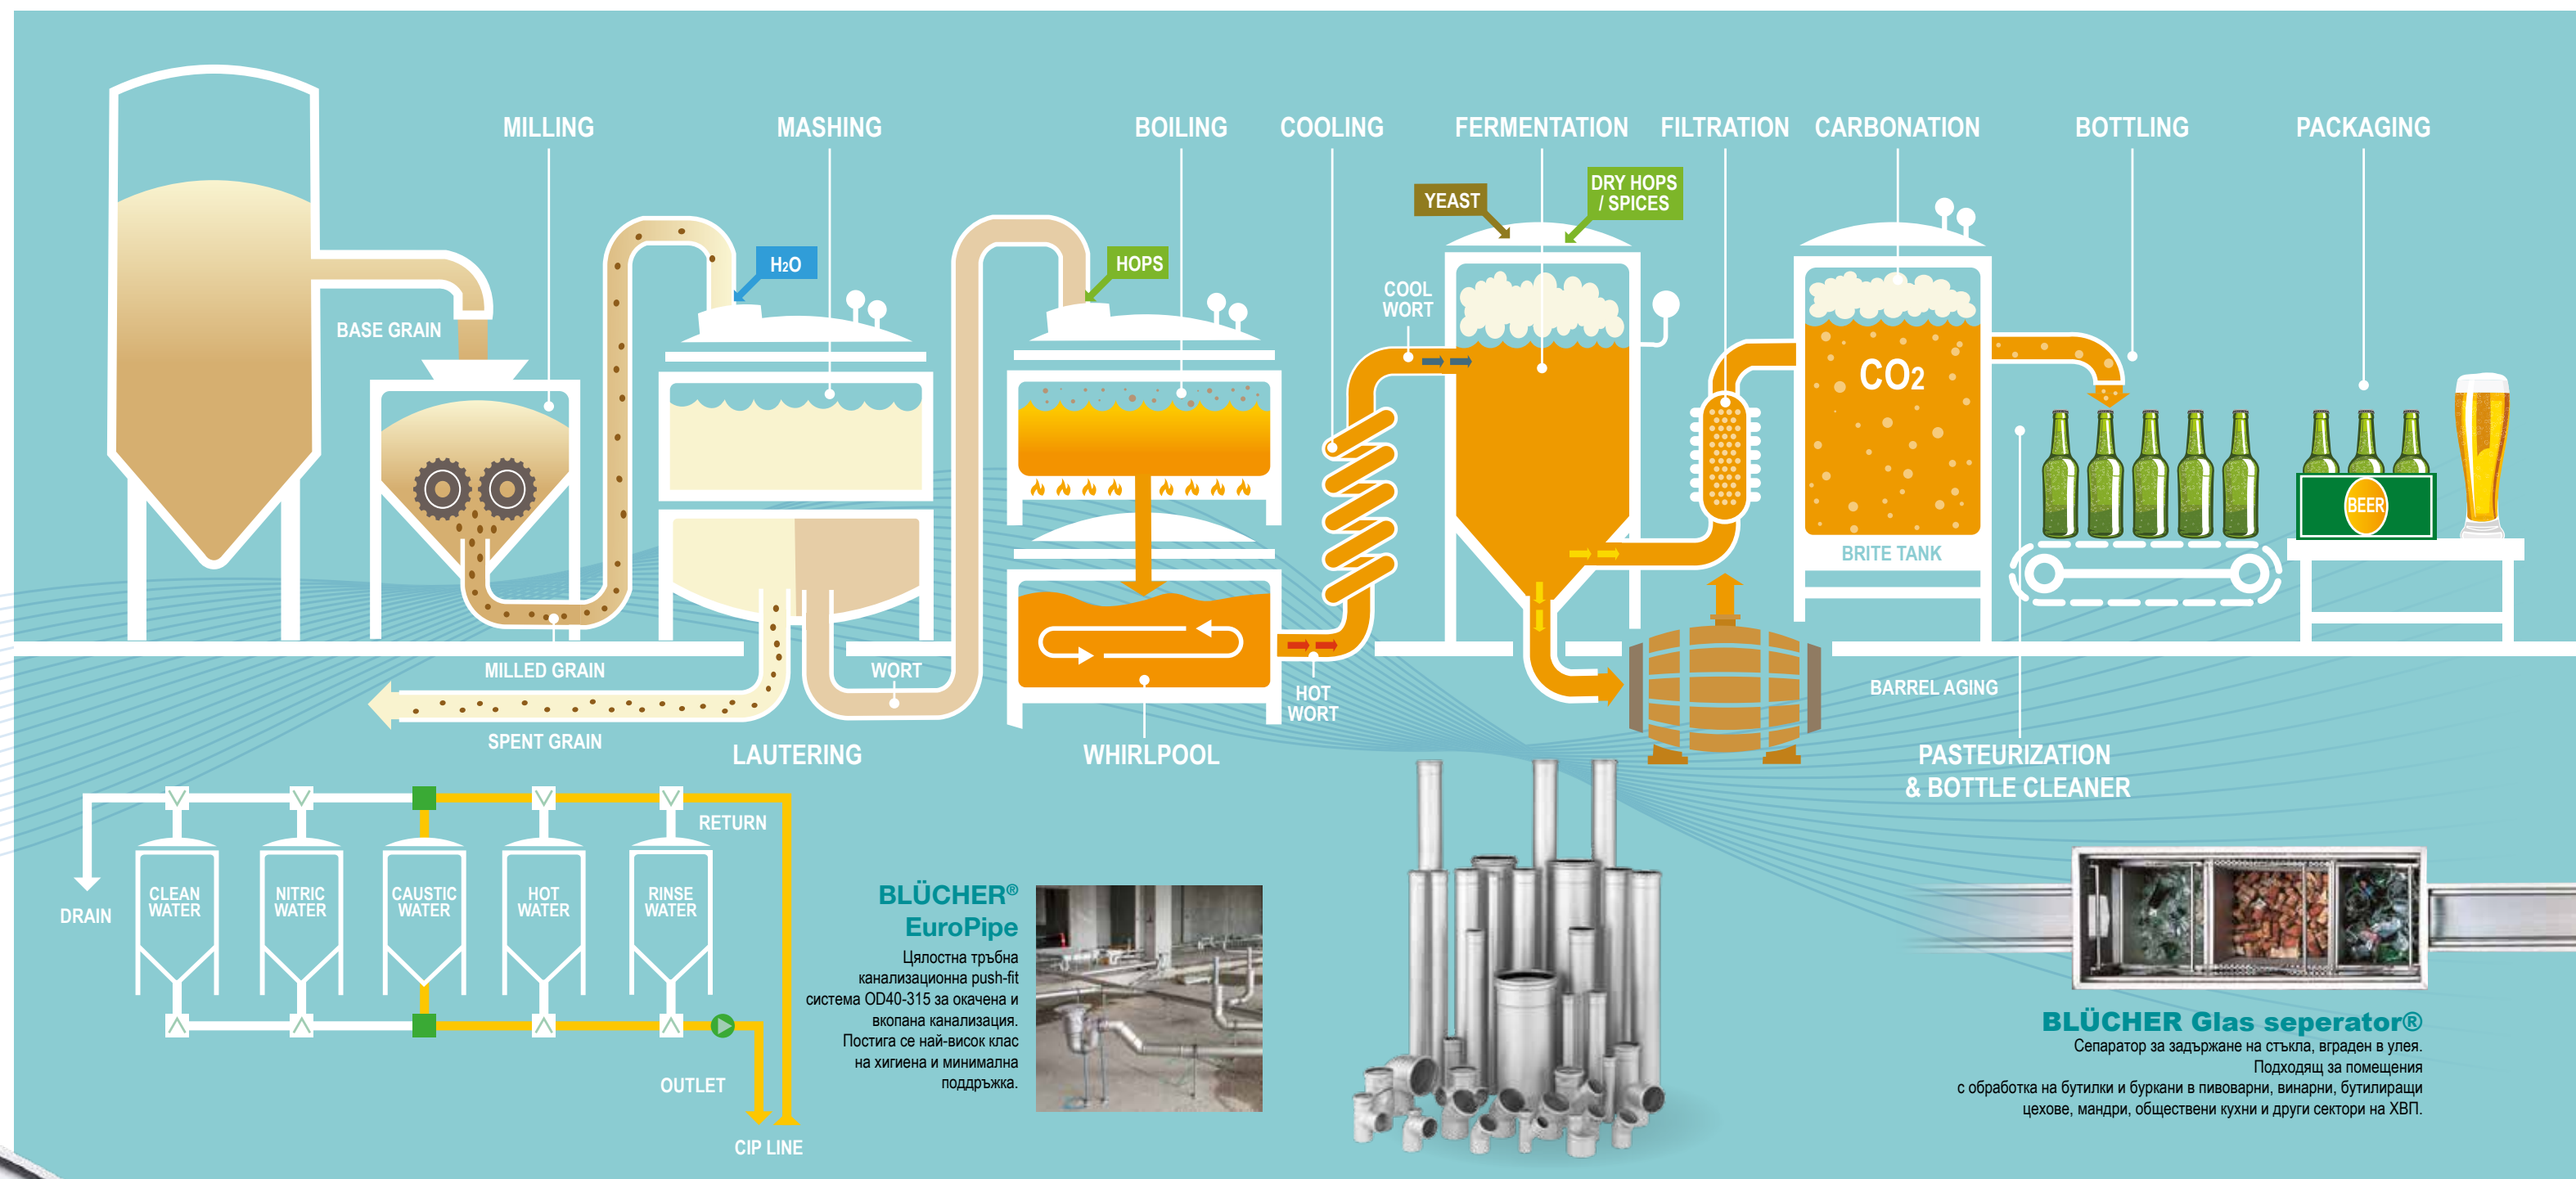 MILLING
MASHING
BOILING
COOLING
FERMENTATION
FILTRATION
CARBONATION
BOTTLING
PACKAGING
YEAST
DRY HOPS
/ SPICES
H2O
HOPS
COOL
WORT
BASE GRAIN
CO2
BEER
BRITE TANK
MILLED GRAIN
WORT
HOT
WORT
BARREL AGING
SPENT GRAIN
LAUTERING
WHIRLPOOL
PASTEURIZATION
& BOTTLE CLEANER
RETURN
DRAIN
CLEAN
WATER
NITRIC
WATER
CAUSTIC
WATER
HOT
WATER
RINSE
WATER
OUTLET
CIP LINE
BLÜCHER®
EuroPipe
Цялостна тръбна
канализационна push-fit
система OD40-315 за окачена и
вкопана канализация.
Постига се най-висок клас
на хигиена и минимална
поддръжка.
BLÜCHER Glas seperator®
Сепаратор за задържане на стъкла, вграден в улея.
Подходящ за помещения
с обработка на бутилки и буркани в пивоварни, винарни, бутилиращи
цехове, мандри, обществени кухни и други сектори на ХВП.